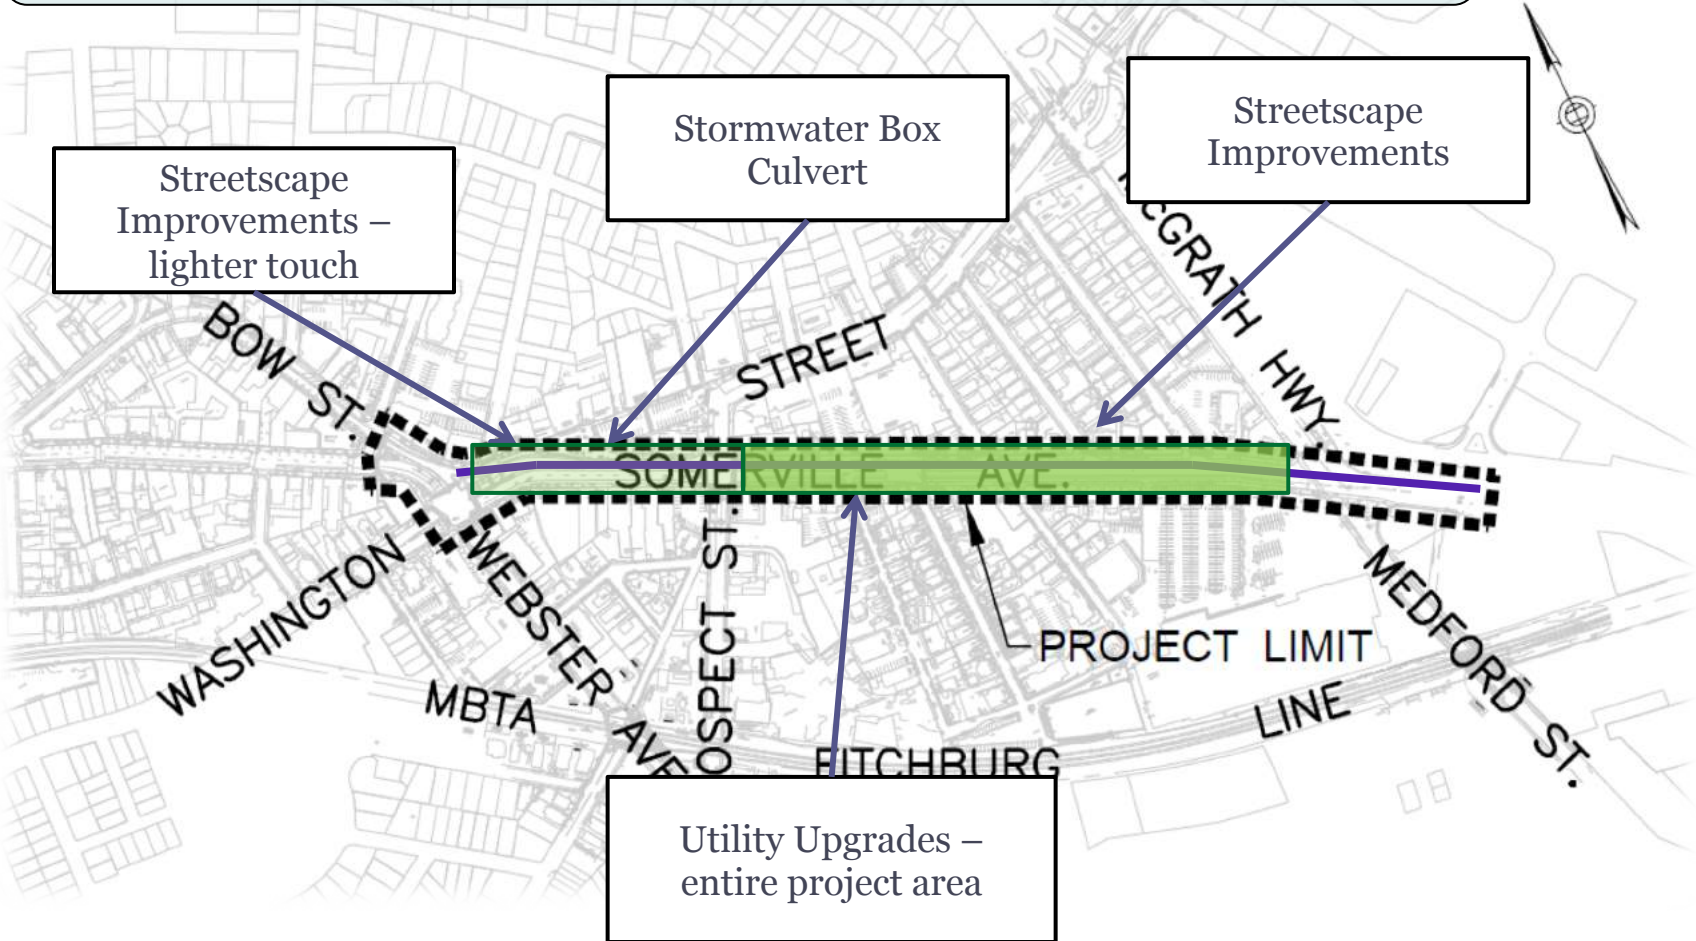 Stormwater Box
Culvert
Streetscape
Improvements
Streetscape
Improvements –
lighter touch
McGRATH HWY.
BOW ST.
STREET
SOMERVILLE AVE.
WASHINGTON
WEBSTER AVE
OSPECT ST.
PROJECT LIMIT
MEDFORD ST.
MBTA FITCHBURG LINE
Utility Upgrades –
entire project area